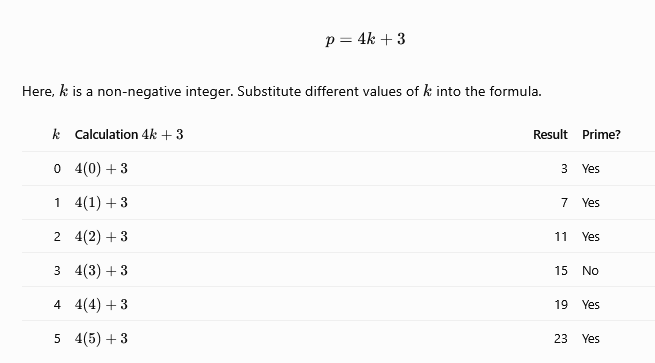 p = 4k + 3
Here, k is a non-negative integer. Substitute different values of k into the formula.
k Calculation 4k + 3 Result Prime?
0 4(0) + 3 3 Yes
1 4(1) + 3 7 Yes
2 4(2) + 3 11 Yes
3 4(3) + 3 15 No
4 4(4) + 3 19 Yes
5 4(5) + 3 23 Yes